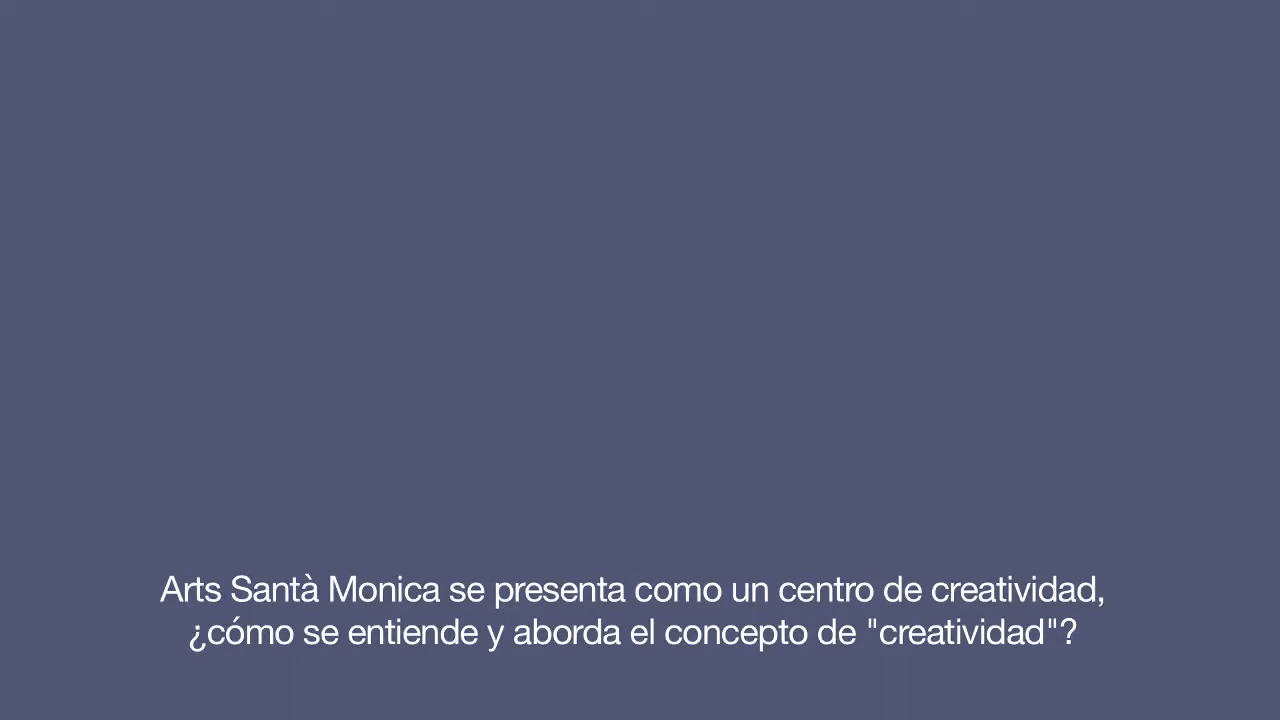 Arts Santà Monica se presenta como un centro de creatividad,
¿cómo se entiende y aborda el concepto de "creatividad"?